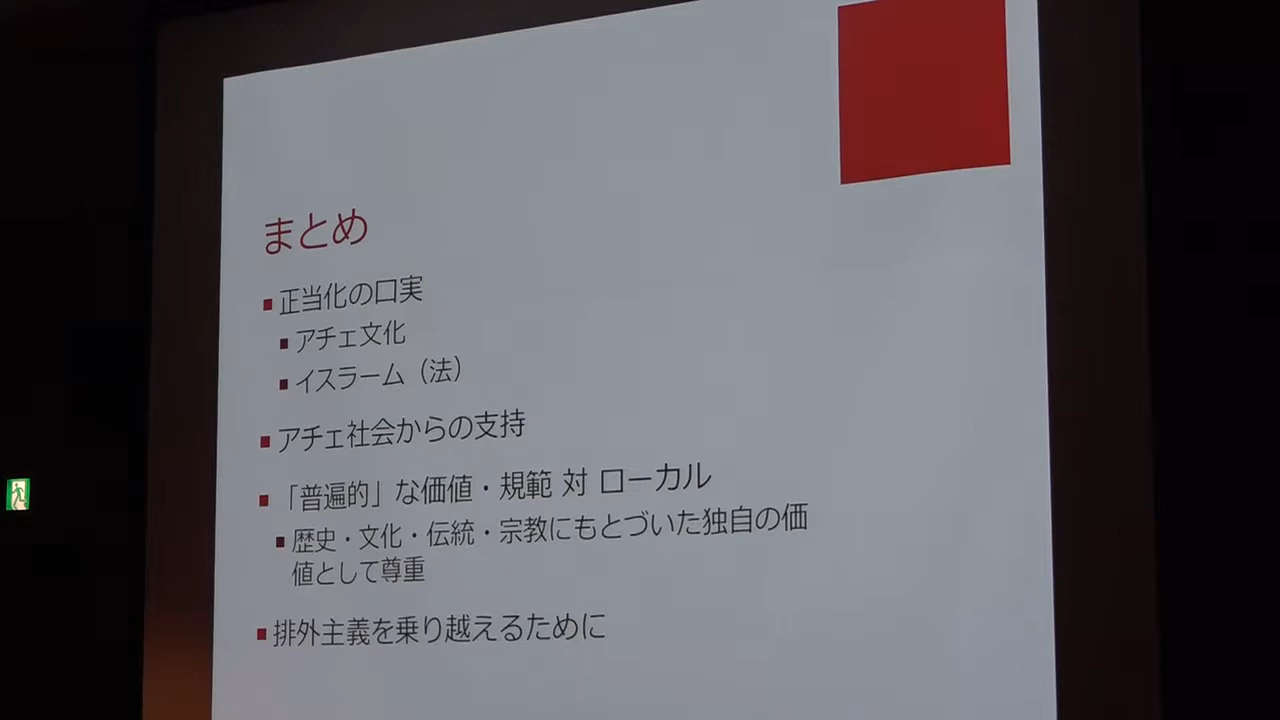 まとめ
正当化の口実
アチェ文化
イスラーム（法）
アチェ社会からの支持
「普遍的」な価値・規範 対 ローカル
歴史・文化・伝統・宗教にもとづいた独自の価
値として尊重
排外主義を乗り越えるために